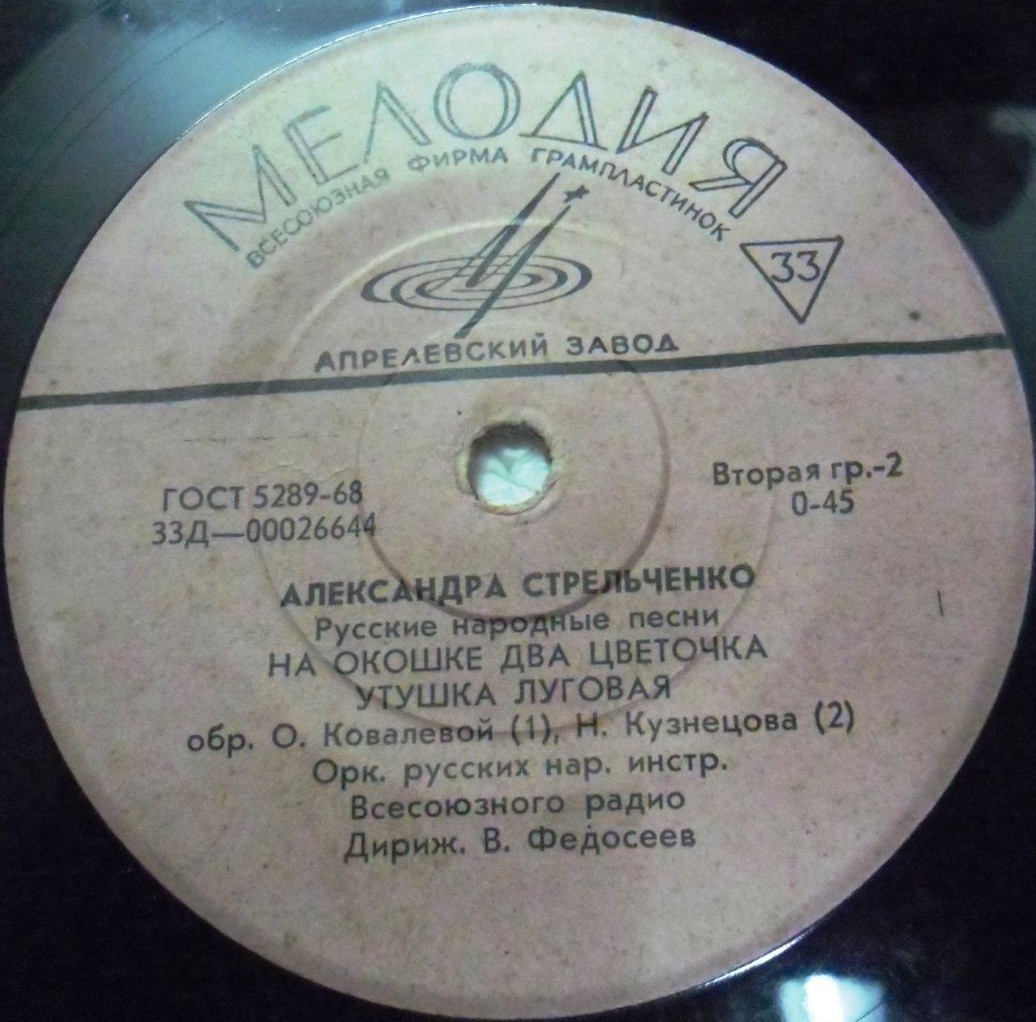 МЕЛОДИЯ
ВСЕСОЮЗНАЯ ФИРМА ГРАМПЛАСТИНОК
33
АПРЕЛЕВСКИЙ ЗАВОД
ГОСТ 5289-68
33Д—00026644
Вторая гр.-2
0-45
АЛЕКСАНДРА СТРЕЛЬЧЕНКО
Русские народные песни
НА ОКОШКЕ ДВА ЦВЕТОЧКА
УТУШКА ЛУГОВАЯ
обр. О. Ковалевой (1), Н. Кузнецова (2)
Орк. русских нар. инстр.
Всесоюзного радио
Дириж. В. Федосеев